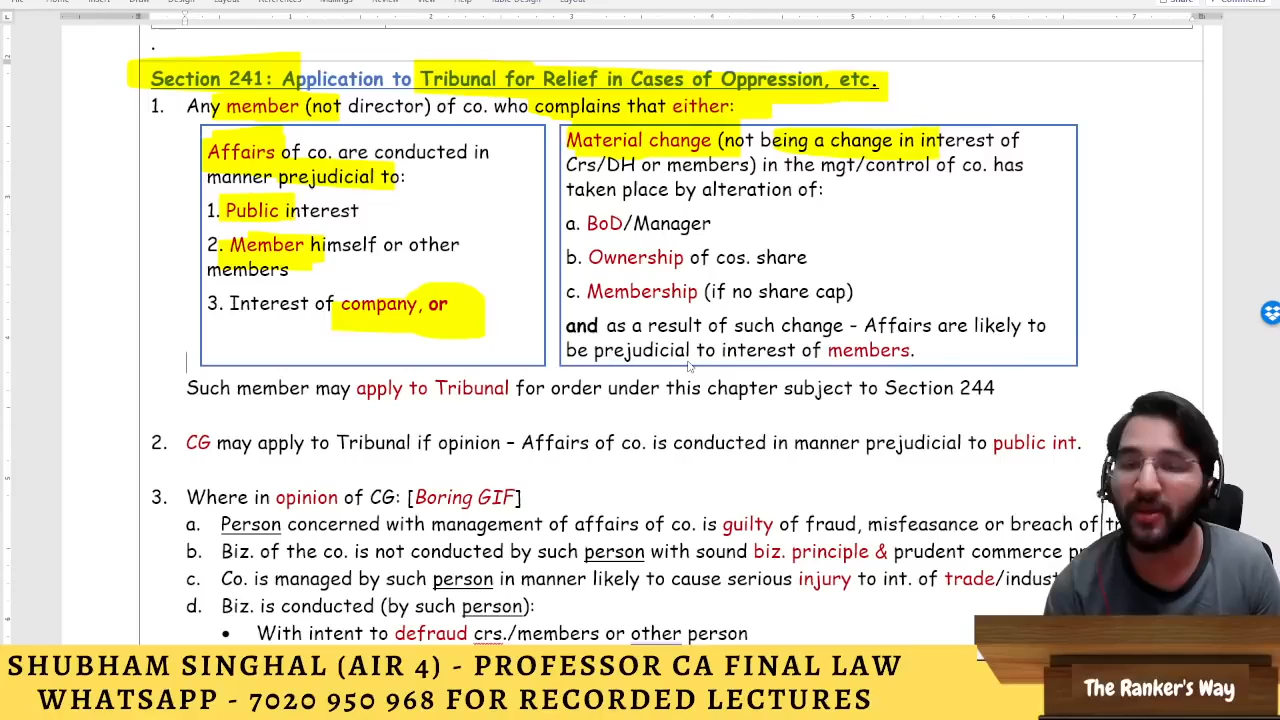 .
Section 241: Application to Tribunal for Relief in Cases of Oppression, etc.
1. Any member (not director) of co. who complains that either:
Affairs of co. are conducted in
manner prejudicial to:
1. Public interest
2. Member himself or other
members
3. Interest of company, or
Material change (not being a change in interest of
Crs/DH or members) in the mgt/control of co. has
taken place by alteration of:
a. BoD/Manager
b. Ownership of cos. share
c. Membership (if no share cap)
and as a result of such change - Affairs are likely to
be prejudicial to interest of members.
Such member may apply to Tribunal for order under this chapter subject to Section 244
2. CG may apply to Tribunal if opinion – Affairs of co. is conducted in manner prejudicial to public int.
3. Where in opinion of CG: [Boring GIF]
a. Person concerned with management of affairs of co. is guilty of fraud, misfeasance or breach of
b. Biz. of the co. is not conducted by such person with sound biz. principle & prudent commerce
c. Co. is managed by such person in manner likely to cause serious injury to int. of trade/indust
d. Biz. is conducted (by such person):
• With intent to defraud crs./members or other person
SHUBHAM SINGHAL (AIR 4) - PROFESSOR CA FINAL LAW
WHATSAPP - 7020 950 968 FOR RECORDED LECTURES
The Ranker's Way